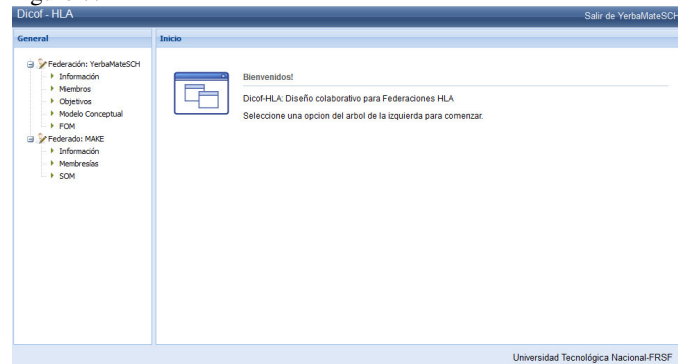 Dicof - HLA
Salir de YerbaMateSCH
General
Inicio
Federación: YerbaMateSCH
Información
Miembros
Objetivos
Modelo Conceptual
FOM
Federado: MAKE
Información
Membresías
SOM
Bienvenidos!
Dicof-HLA: Diseño colaborativo para Federaciones HLA
Seleccione una opcion del arbol de la izquierda para comenzar.
Universidad Tecnológica Nacional-FRSF